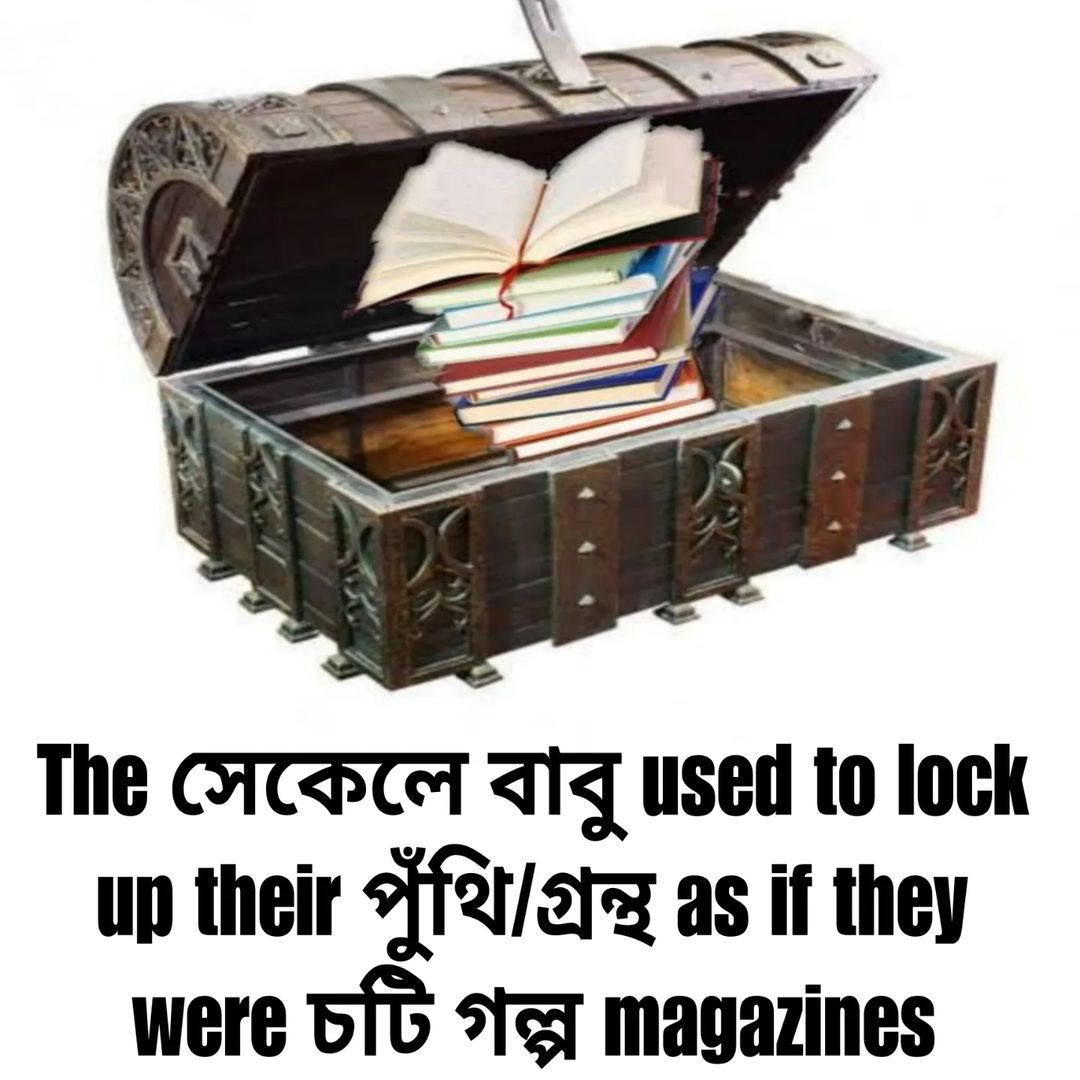 The সেকেলে বাবু used to lock
up their পুঁথি/গ্রন্থ as if they
were চটি গল্প magazines